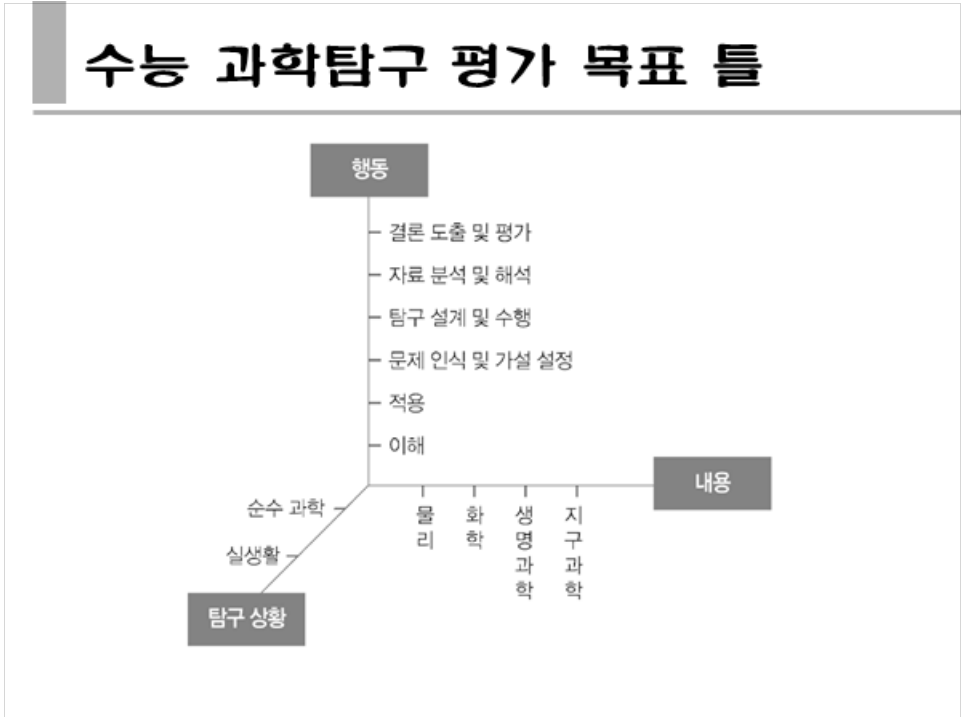 수능 과학탐구 평가 목표 틀
행동
결론 도출 및 평가
자료 분석 및 해석
탐구 설계 및 수행
문제 인식 및 가설 설정
적용
이해
내용
물리
화학
생명과학
지구과학
순수 과학
실생활
탐구 상황